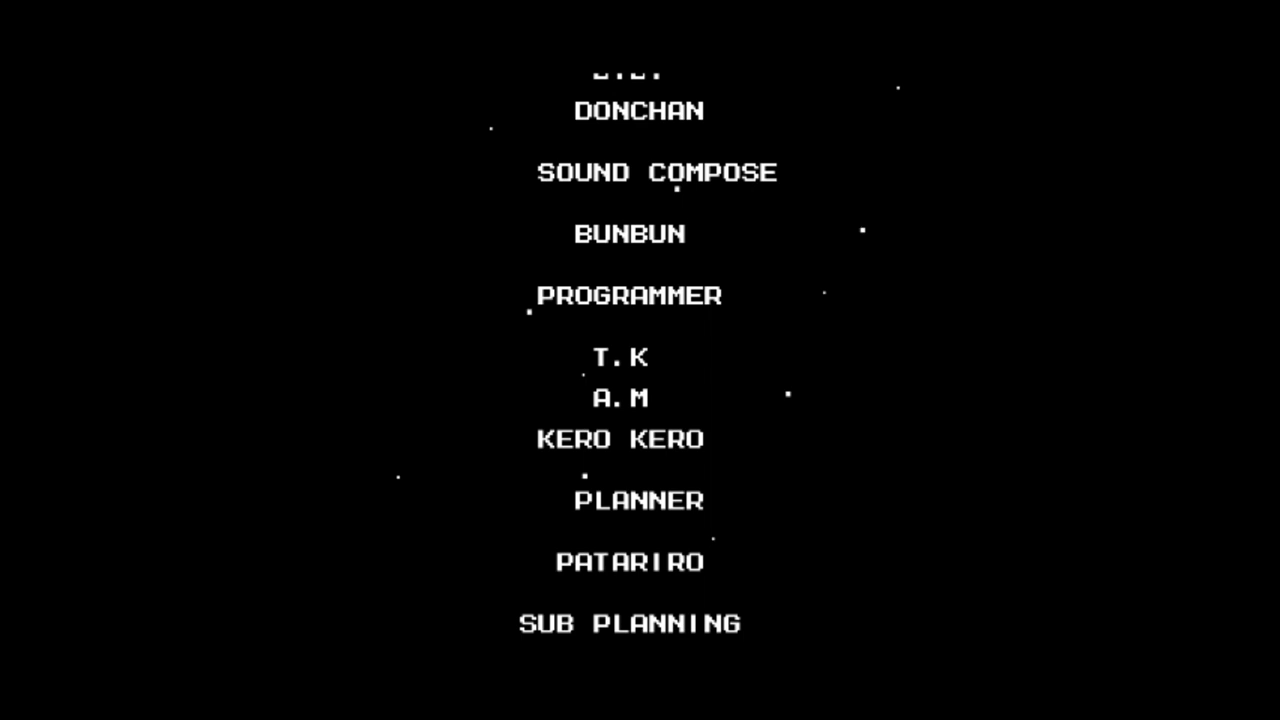 DONCHAN
SOUND COMPOSE
BUNBUN
PROGRAMMER
T.K
A.M
KERO KERO
PLANNER
PATARIRO
SUB PLANNING